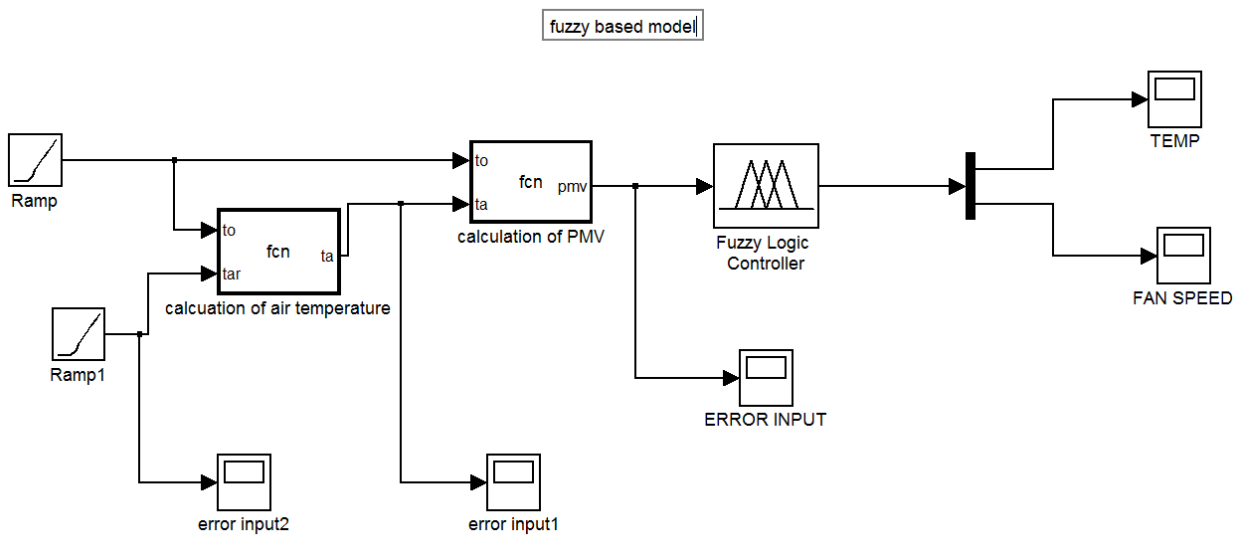 fuzzy based model
TEMP
to
fcn
pmv
ta
calculation of PMV
Ramp
to
fcn
ta
tar
calcuation of air temperature
Fuzzy Logic
Controller
FAN SPEED
Ramp1
ERROR INPUT
error input2
error input1